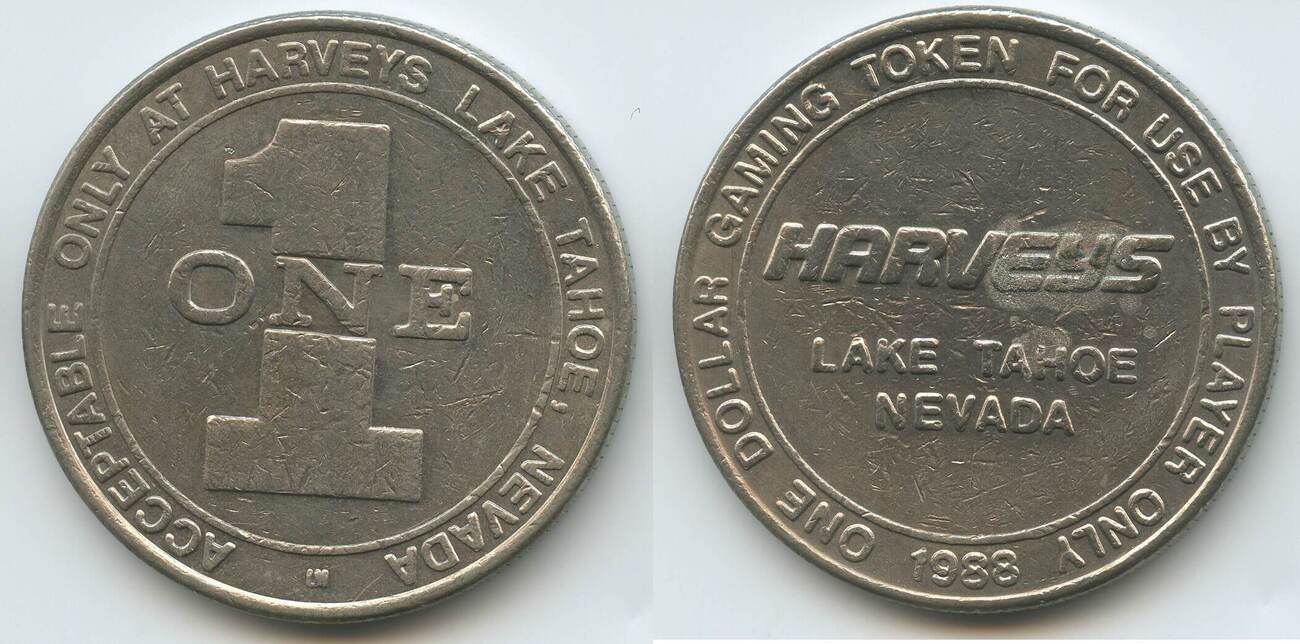 ACCEPTABLE ONLY AT HARVEYS LAKE TAHOE, NEVADA
1
ONE
ONE DOLLAR GAMING TOKEN FOR USE BY PLAYER ONLY
HARVEYS
LAKE TAHOE
NEVADA
1988